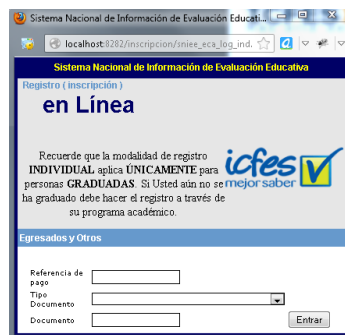 Sistema Nacional de Información de Evaluación Educati...
localhost:8282/inscripcion/sniee_eca_log_ind.
Sistema Nacional de Información de Evaluación Educativa
Registro ( inscripción )
en Línea
Recuerde que la modalidad de registro
INDIVIDUAL aplica ÚNICAMENTE para
personas GRADUADAS. Si Usted aún no se
ha graduado debe hacer el registro a través de
su programa académico.
icfes
mejor saber
Egresados y Otros
Referencia de
pago
Tipo
Documento
Documento
Entrar